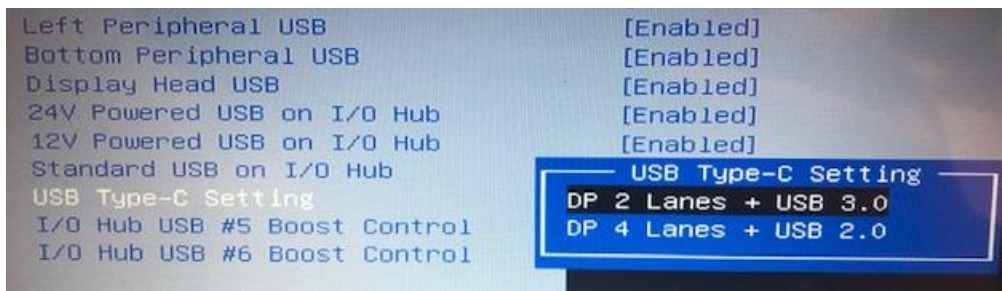 Left Peripheral USB [Enabled]
Bottom Peripheral USB [Enabled]
Display Head USB [Enabled]
24V Powered USB on I/O Hub [Enabled]
12V Powered USB on I/O Hub [Enabled]
Standard USB on I/O Hub
USB Type-C Setting
USB Type-C Setting
DP 2 Lanes + USB 3.0
I/O Hub USB #5 Boost Control
DP 4 Lanes + USB 2.0
I/O Hub USB #6 Boost Control